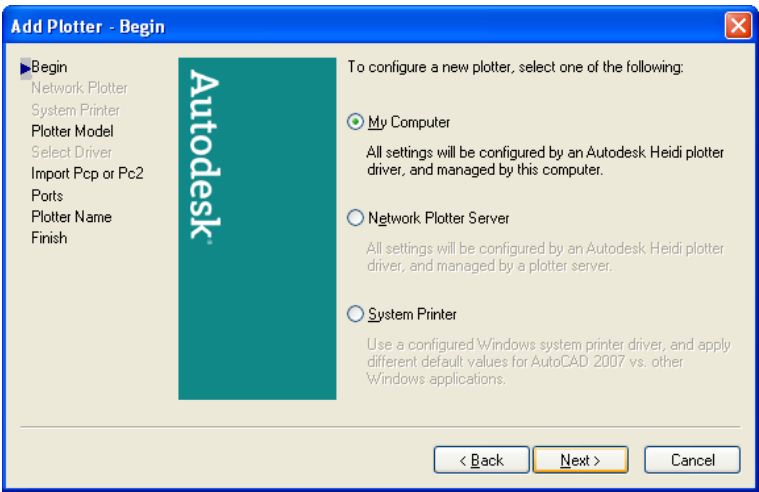 Add Plotter - Begin
Begin
Network Plotter
System Printer
Plotter Model
Select Driver
Import Pcp or Pc2
Ports
Plotter Name
Finish
Autodesk
To configure a new plotter, select one of the following:
My Computer
All settings will be configured by an Autodesk Heidi plotter
driver, and managed by this computer.
Network Plotter Server
All settings will be configured by an Autodesk Heidi plotter
driver, and managed by a plotter server.
System Printer
Use a configured Windows system printer driver, and apply
different default values for AutoCAD 2007 vs. other
Windows applications.
< Back
Next >
Cancel